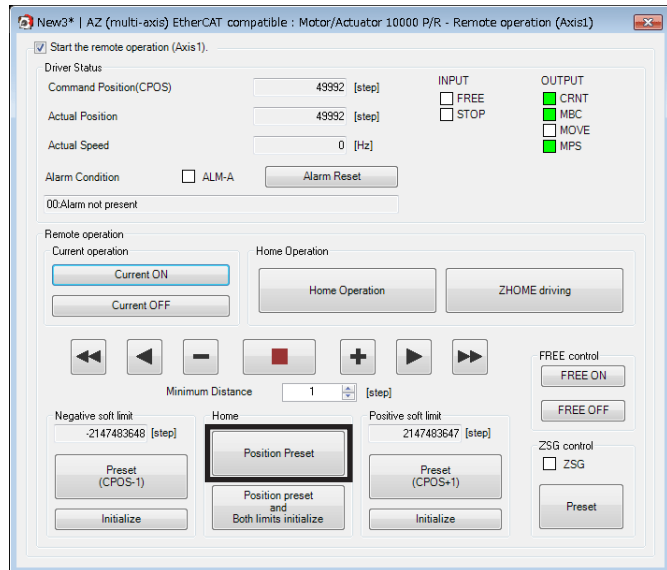 New3* | AZ (multi-axis) EtherCAT compatible : Motor/Actuator 10000 P/R - Remote operation (Axis1)
Start the remote operation (Axis1).
Driver Status
Command Position(CPOS)
49992 [step]
INPUT
OUTPUT
FREE
CRNT
Actual Position
49992 [step]
STOP
MBC
MOVE
Actual Speed
0 [Hz]
MPS
Alarm Condition
ALM-A
Alarm Reset
00:Alarm not present
Remote operation
Current operation
Home Operation
Current ON
Current OFF
Home Operation
ZHOME driving
Minimum Distance
1 [step]
FREE control
FREE ON
FREE OFF
Negative soft limit
-2147483648 [step]
Preset
(CPOS-1)
Initialize
Home
Position Preset
Position preset
and
Both limits initialize
Positive soft limit
2147483647 [step]
Preset
(CPOS+1)
Initialize
ZSG control
ZSG
Preset